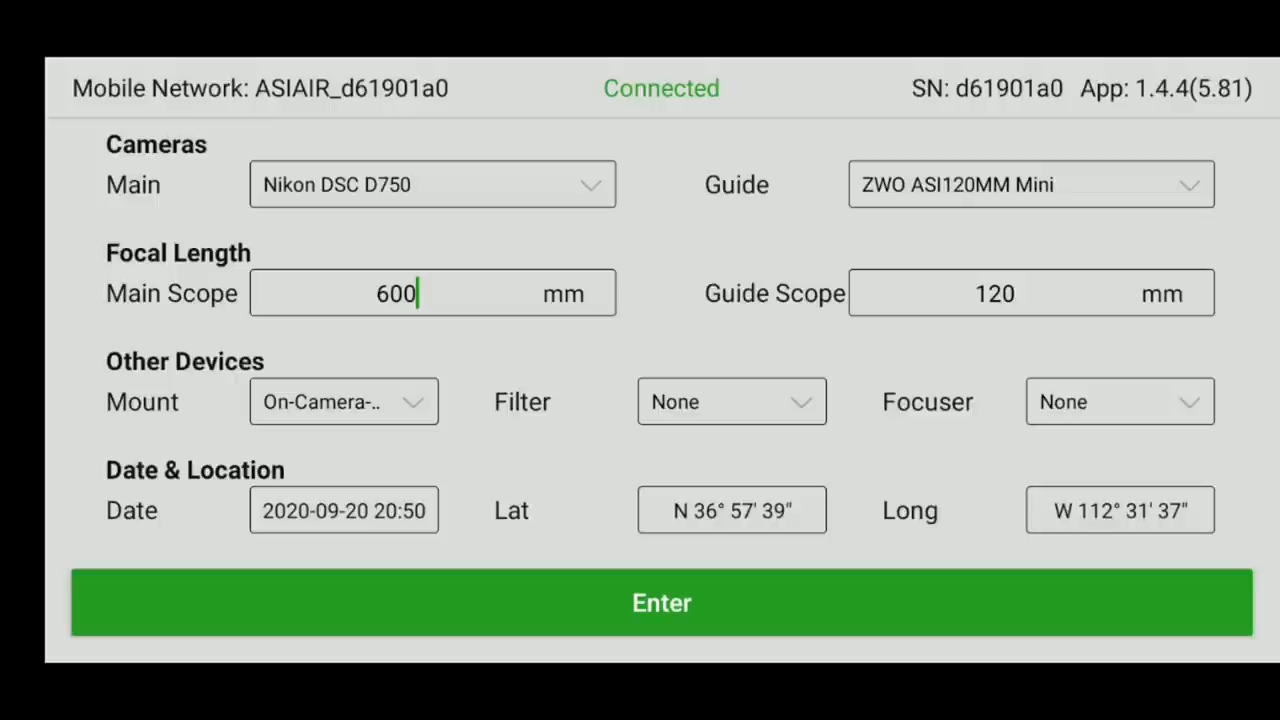 Mobile Network: ASIAIR_d61901a0 Connected SN: d61901a0 App: 1.4.4(5.81)
Cameras
Main Nikon DSC D750 Guide ZWO ASI120MM Mini
Focal Length
Main Scope 600 mm Guide Scope 120 mm
Other Devices
Mount On-Camera-.. Filter None Focuser None
Date & Location
Date 2020-09-20 20:50 Lat N 36° 57' 39" Long W 112° 31' 37"
Enter